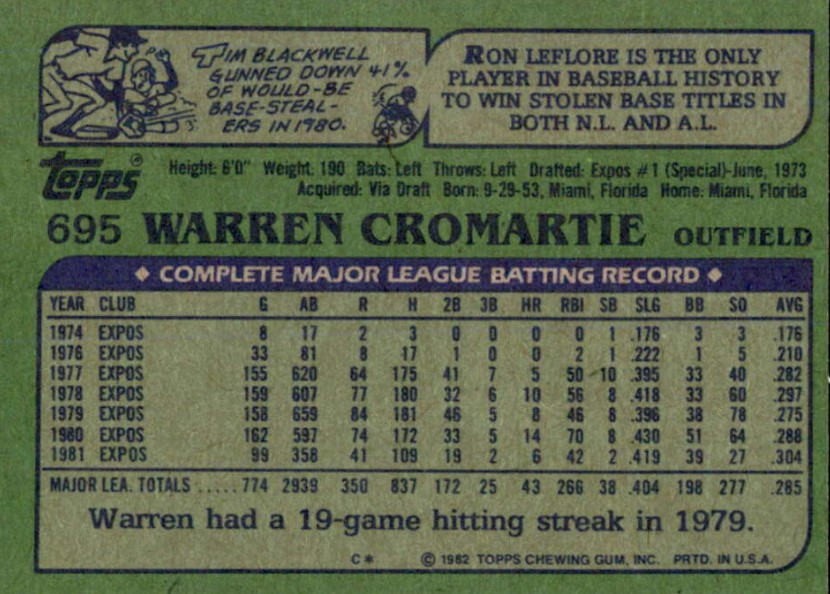 TIM BLACKWELL
GUNNED DOWN 41%
OF WOULD-BE
BASE-STEAL-
ERS IN 1980.
RON LEFLORE IS THE ONLY
PLAYER IN BASEBALL HISTORY
TO WIN STOLEN BASE TITLES IN
BOTH N.L. AND A.L.
TOPPS®
Height: 6'0" Weight: 190 Bats: Left Throws: Left Drafted: Expos #1 (Special)-June, 1973
Acquired: Via Draft Born: 9-29-53, Miami, Florida Home: Miami, Florida
695 WARREN CROMARTIE OUTFIELD
◆ COMPLETE MAJOR LEAGUE BATTING RECORD ◆
YEAR CLUB G AB R H 2B 3B HR RBI SB SLG BB SO AVG
1974 EXPOS 8 17 2 3 0 0 0 0 1 .176 3 3 .176
1976 EXPOS 33 81 8 17 1 0 0 2 1 .222 1 5 .210
1977 EXPOS 155 620 64 175 41 7 5 50 10 .395 33 40 .282
1978 EXPOS 159 607 77 180 32 6 10 56 8 .418 33 60 .297
1979 EXPOS 158 659 84 181 46 5 8 46 8 .396 38 78 .275
1980 EXPOS 162 597 74 172 33 5 14 70 8 .430 51 64 .288
1981 EXPOS 99 358 41 109 19 2 6 42 2 .419 39 27 .304
MAJOR LEA. TOTALS ..... 774 2939 350 837 172 25 43 266 38 .404 198 277 .285
Warren had a 19-game hitting streak in 1979.
C* © 1982 TOPPS CHEWING GUM, INC. PRTD. IN U.S.A.